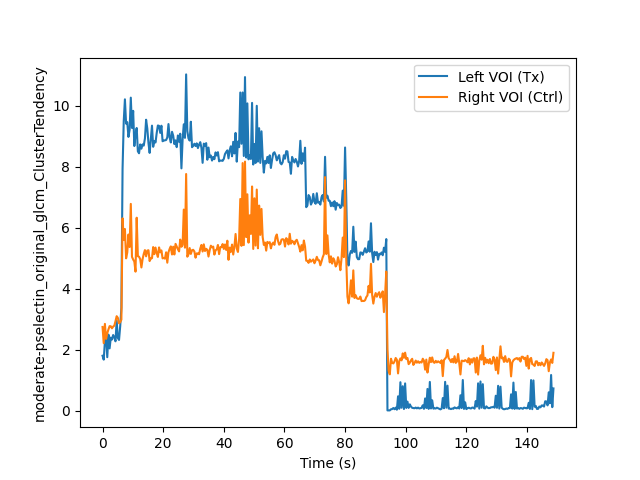 Left VOI (Tx)
Right VOI (Ctrl)
moderate-pselectin_original_glcm_ClusterTendency
10
8
6
4
2
0
0 20 40 60 80 100 120 140
Time (s)